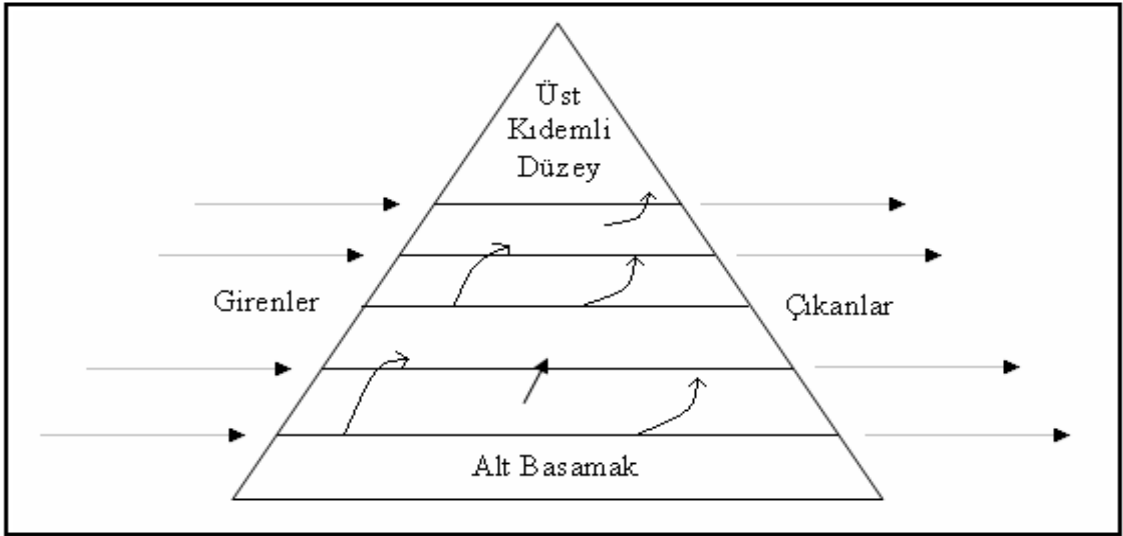 Üst
Kıdemli
Düzey
Girenler
Çıkanlar
Alt Basamak